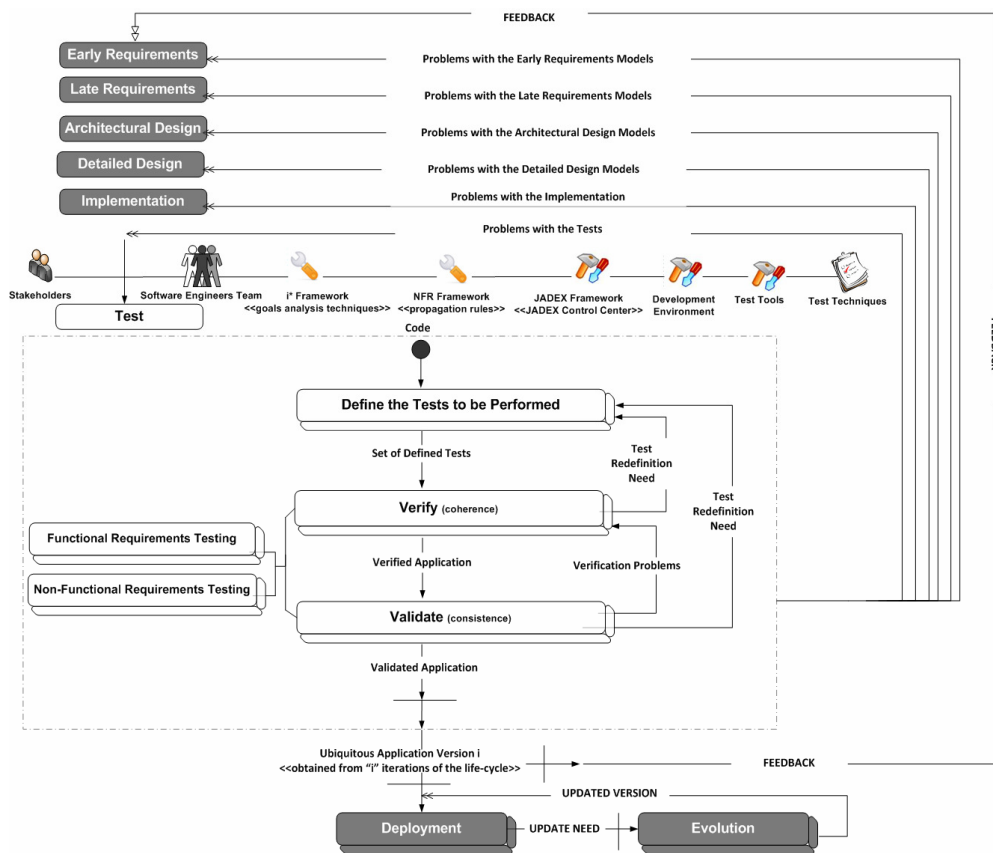 FEEDBACK
Early Requirements
Problems with the Early Requirements Models
Late Requirements
Problems with the Late Requirements Models
Architectural Design
Problems with the Architectural Design Models
Detailed Design
Problems with the Detailed Design Models
Implementation
Problems with the Implementation
Problems with the Tests
Stakeholders
Software Engineers Team
i* Framework
<<goals analysis techniques>>
NFR Framework
<<propagation rules>>
JADEX Framework
<<JADEX Control Center>>
Development
Environment
Test Tools
Test Techniques
Test
Code
Define the Tests to be Performed
Set of Defined Tests
Test
Redefinition
Need
Test
Redefinition
Need
Verify (coherence)
Functional Requirements Testing
Non-Functional Requirements Testing
Verified Application
Verification Problems
Validate (consistence)
Validated Application
Ubiquitous Application Version i
<<obtained from "i" iterations of the life-cycle>>
FEEDBACK
UPDATED VERSION
Deployment
UPDATE NEED
Evolution